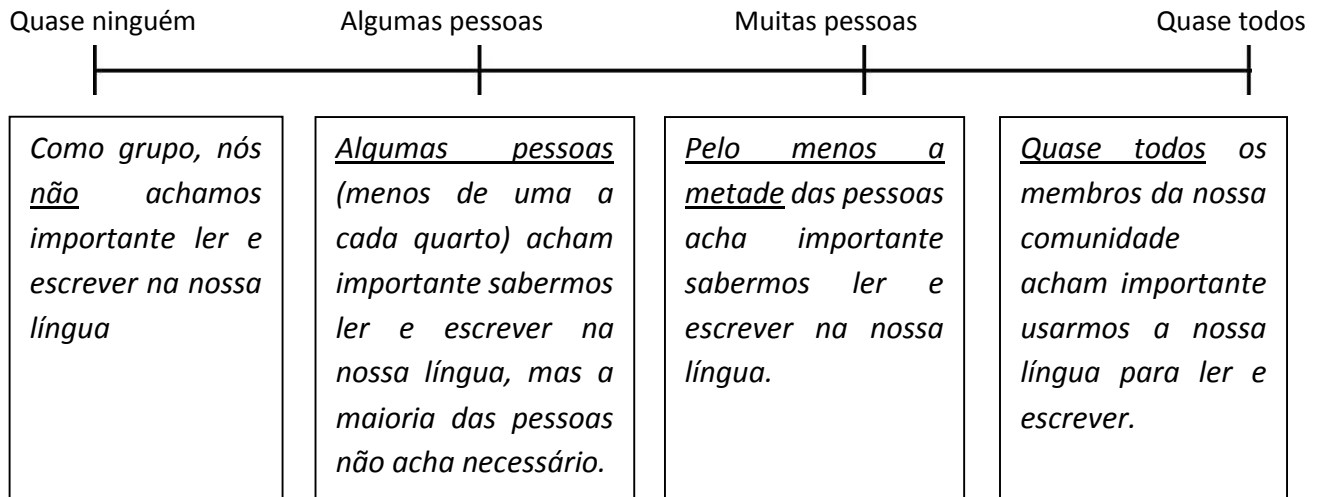 Quase ninguém
Algumas pessoas
Muitas pessoas
Quase todos
Como grupo, nós
não achamos
importante ler e
escrever na nossa
língua
Algumas pessoas
(menos de uma a
cada quarto) acham
importante sabermos
ler e escrever na
nossa língua, mas a
maioria das pessoas
não acha necessário.
Pelo menos a
metade das pessoas
acha importante
sabermos ler e
escrever na nossa
língua.
Quase todos os
membros da nossa
comunidade
acham importante
usarmos a nossa
língua para ler e
escrever.